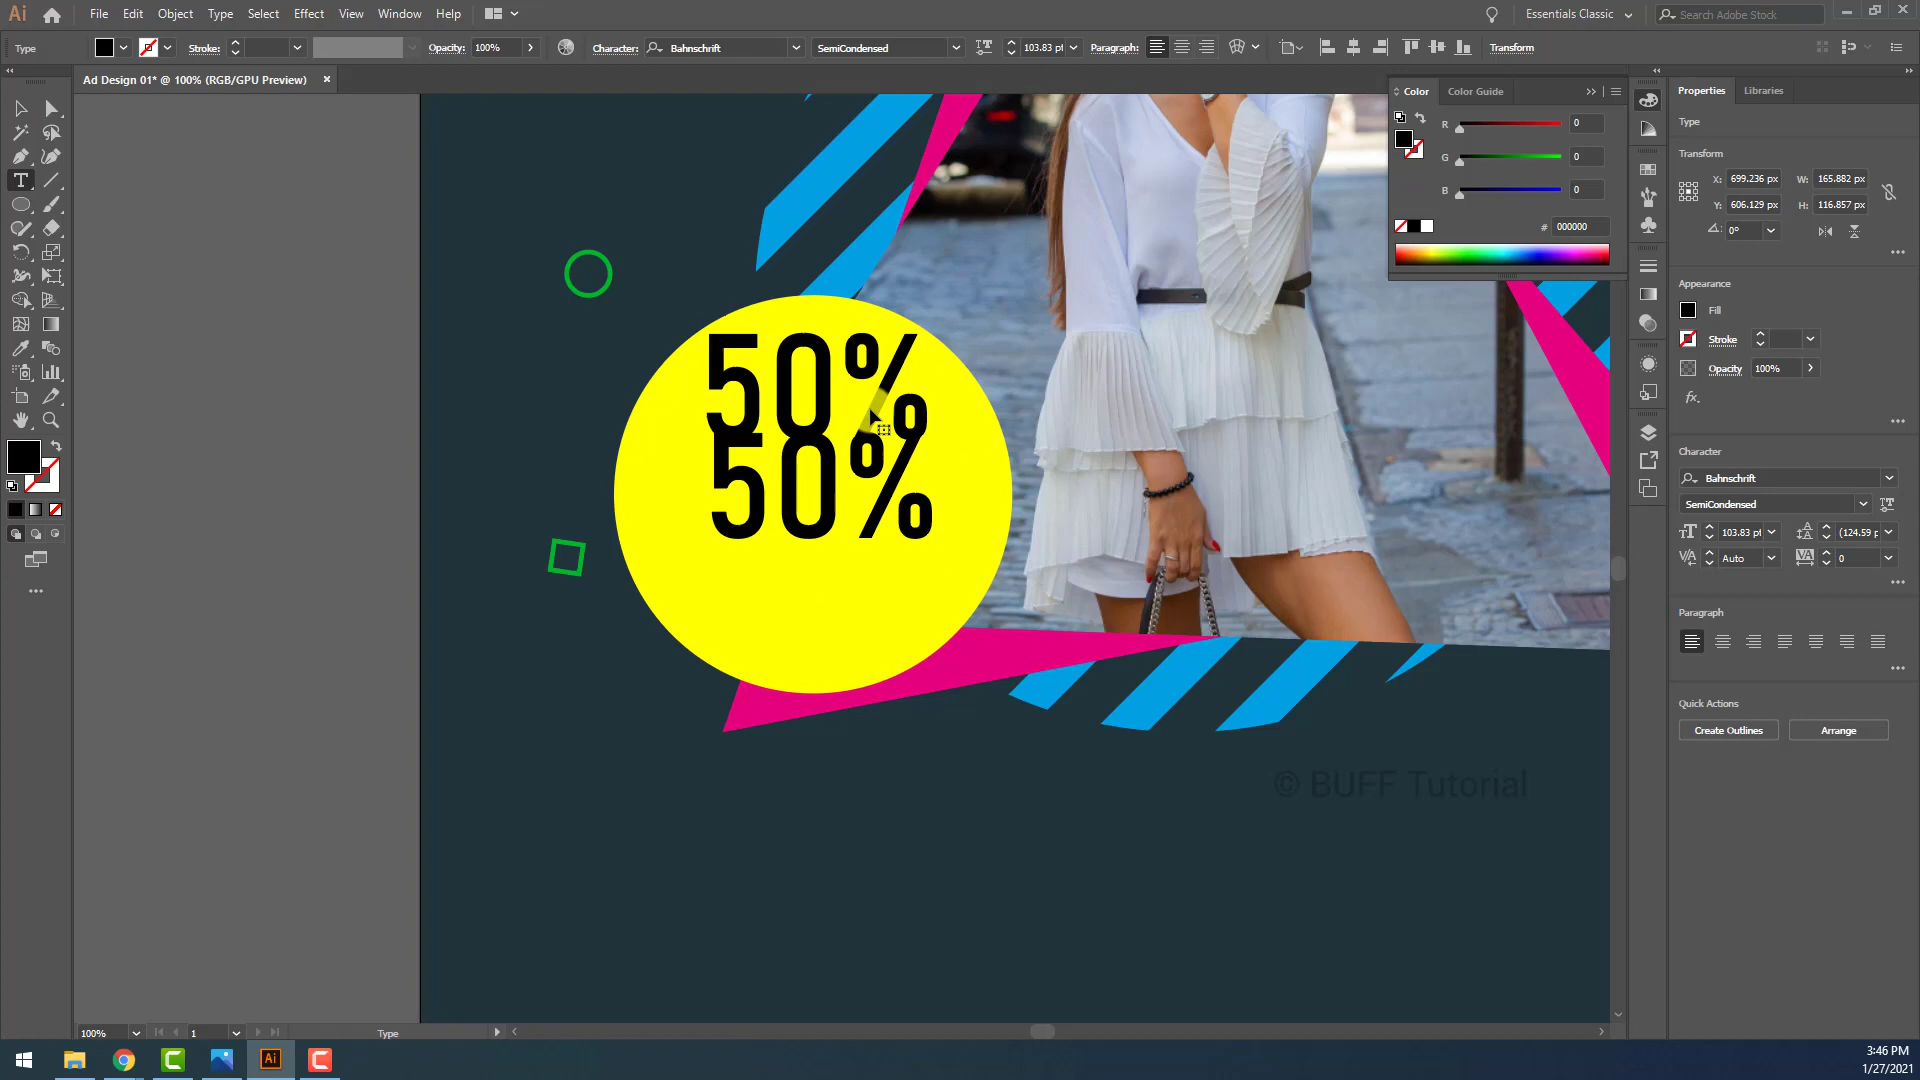 Ai File Edit Object Type Select Effect View Window Help Essentials Classic Search Adobe Stock
Type Stroke: Opacity: 100% Character: Bahnschrift SemiCondensed 103.83 pt Paragraph: Transform
Ad Design 01* @ 100% (RGB/GPU Preview) ×
Color Color Guide
R 0
G 0
B 0
# 000000
Properties Libraries
Type
Transform
X: 699.236 px W: 165.882 px
Y: 606.129 px H: 116.857 px
0°
Appearance
Fill
Stroke
Opacity 100%
fx.
Character
Bahnschrift
SemiCondensed
103.83 pt (124.59 p
Auto 0
Paragraph
Quick Actions
Create Outlines Arrange
50%
50%
© BUFF Tutorial
100% 1 Type
Ai
3:46 PM
1/27/2021